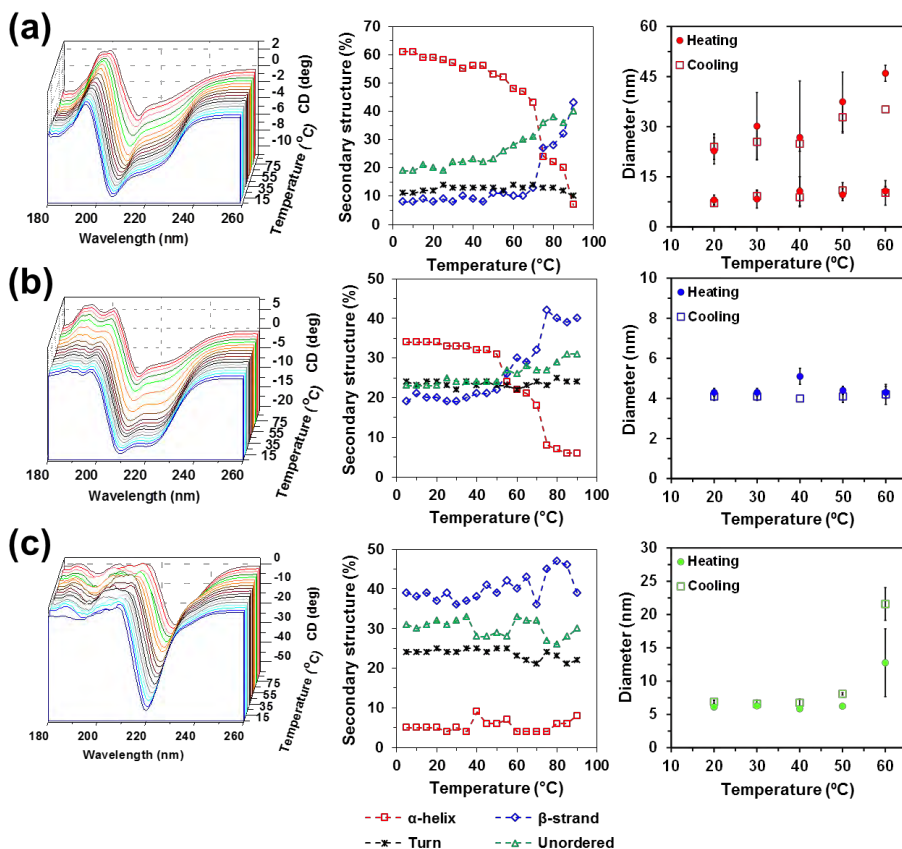 (a)
2
0
-2
-4
-6
-8
-10
CD (deg)
75
55
35
15
Temperature (°C)
180 200 220 240 260
Wavelength (nm)
70
60
50
40
30
20
10
0
Secondary structure (%)
0 20 40 60 80 100
Temperature (°C)
60
45
30
15
0
Diameter (nm)
Heating
Cooling
10 20 30 40 50 60
Temperature (°C)
(b)
5
0
-5
-10
-15
-20
CD (deg)
75
55
35
15
Temperature (°C)
180 200 220 240 260
Wavelength (nm)
50
40
30
20
10
0
Secondary structure (%)
0 20 40 60 80 100
Temperature (°C)
10
8
6
4
2
0
Diameter (nm)
Heating
Cooling
10 20 30 40 50 60
Temperature (ºC)
(c)
0
-10
-20
-30
-40
-50
CD (deg)
75
55
35
15
Temperature (°C)
180 200 220 240 260
Wavelength (nm)
50
40
30
20
10
0
Secondary structure (%)
0 20 40 60 80 100
Temperature (°C)
30
25
20
15
10
5
0
Diameter (nm)
Heating
Cooling
10 20 30 40 50 60
Temperature (ºC)
α-helix β-strand
Turn Unordered